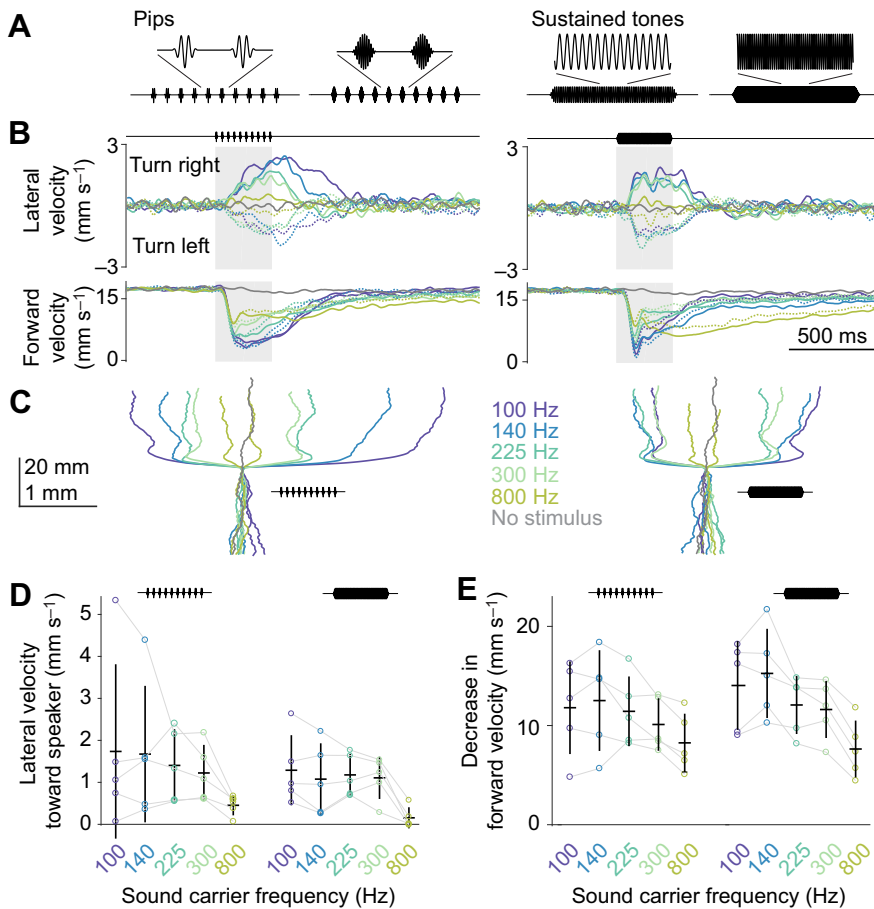 A
Pips
Sustained tones
B
3
Turn right
Turn left
–3
Lateral
velocity
(mm s–1)
15
0
Forward
velocity
(mm s–1)
3
–3
15
0
500 ms
C
20 mm
1 mm
100 Hz
140 Hz
225 Hz
300 Hz
800 Hz
No stimulus
D
Lateral velocity
toward speaker (mm s–1)
5
4
3
2
1
0
100
140
225
300
800
100
140
225
300
800
Sound carrier frequency (Hz)
E
Decrease in
forward velocity (mm s–1)
20
10
0
100
140
225
300
800
100
140
225
300
800
Sound carrier frequency (Hz)